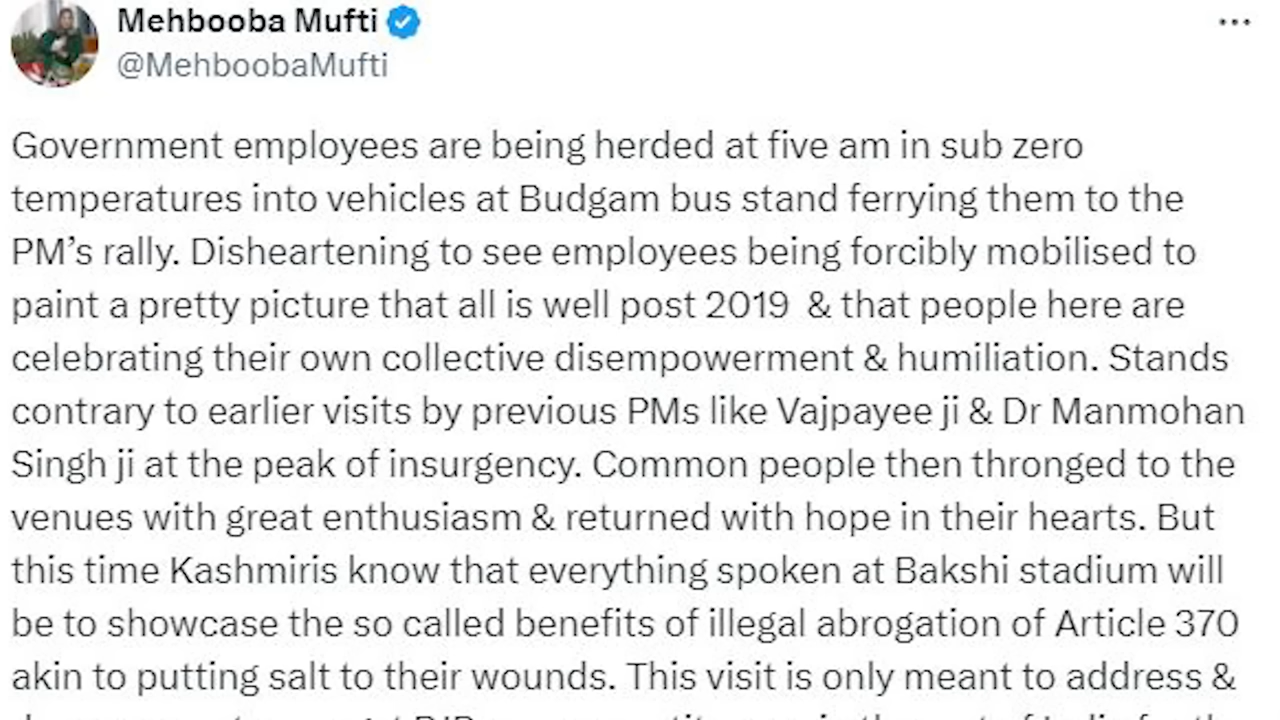 Mehbooba Mufti
@MehboobaMufti
Government employees are being herded at five am in sub zero
temperatures into vehicles at Budgam bus stand ferrying them to the
PM’s rally. Disheartening to see employees being forcibly mobilised to
paint a pretty picture that all is well post 2019  & that people here are
celebrating their own collective disempowerment & humiliation. Stands
contrary to earlier visits by previous PMs like Vajpayee ji & Dr Manmohan
Singh ji at the peak of insurgency. Common people then thronged to the
venues with great enthusiasm & returned with hope in their hearts. But
this time Kashmiris know that everything spoken at Bakshi stadium will
be to showcase the so called benefits of illegal abrogation of Article 370
akin to putting salt to their wounds. This visit is only meant to address &